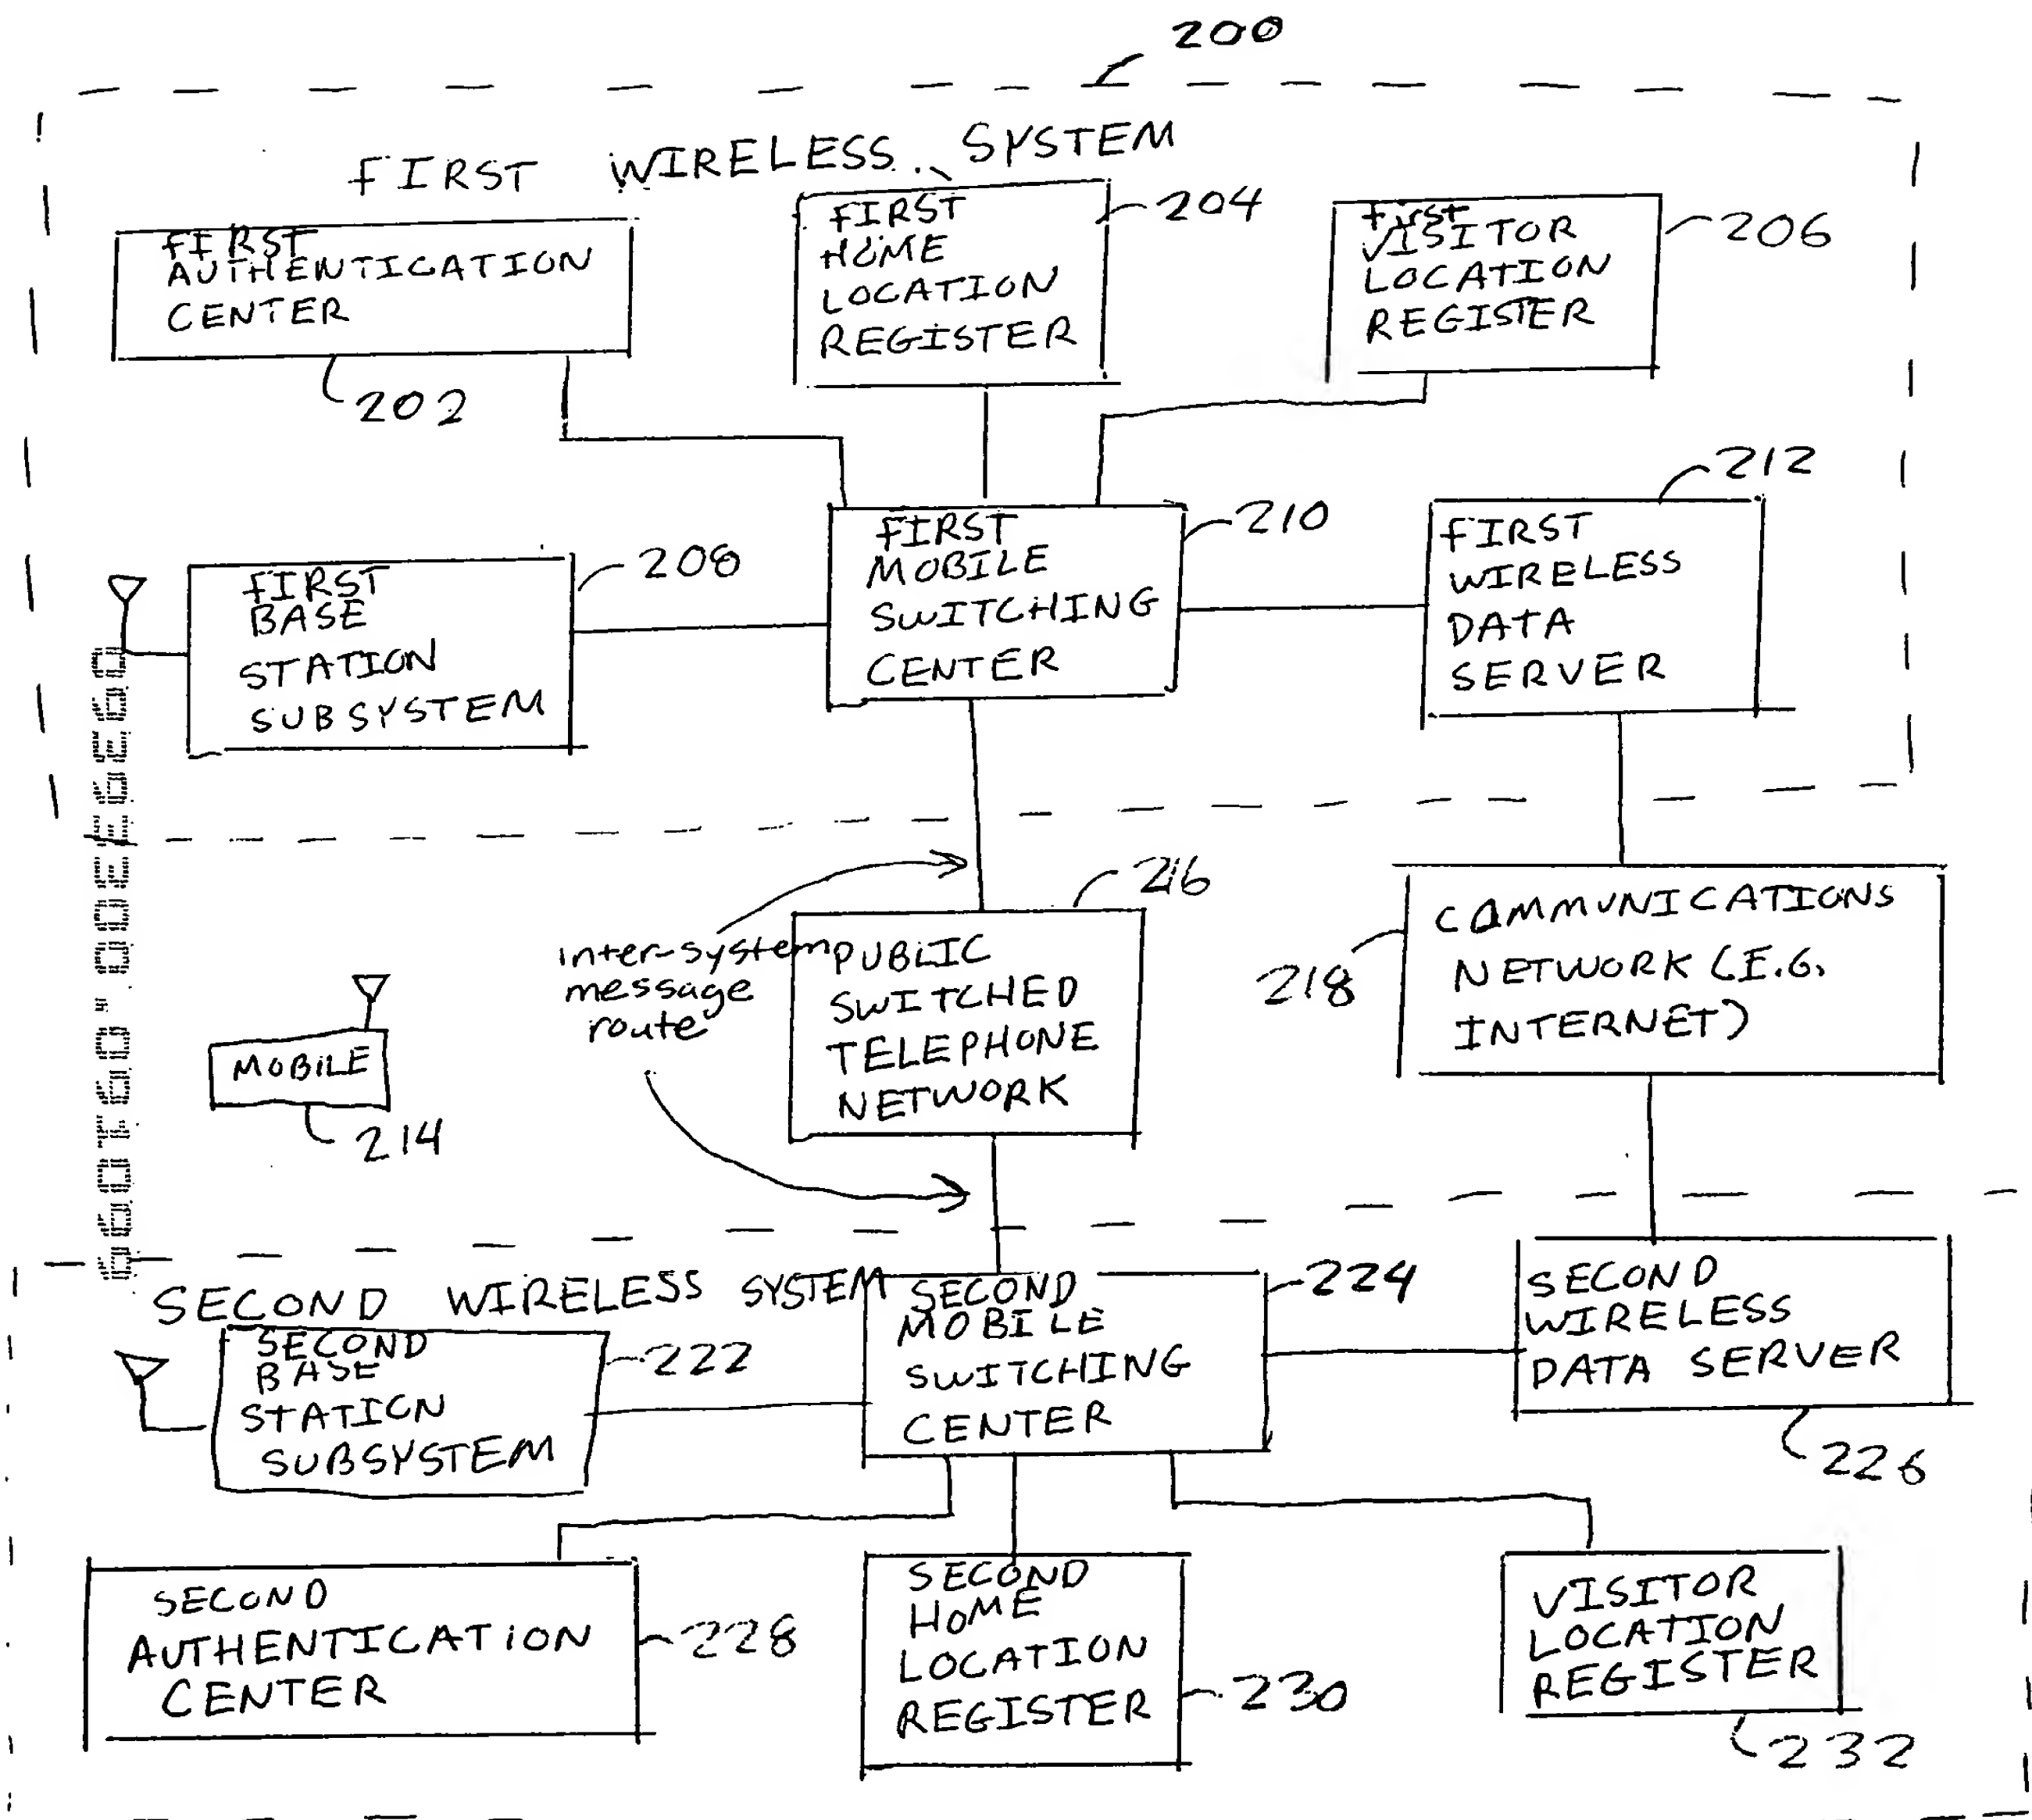 200
FIRST WIRELESS SYSTEM
FIRST
AUTHENTICATION
CENTER
202
FIRST
HOME
LOCATION
REGISTER
204
First
VISITOR
LOCATION
REGISTER
206
FIRST
BASE
STATION
SUBSYSTEM
208
FIRST
MOBILE
SWITCHING
CENTER
210
FIRST
WIRELESS
DATA
SERVER
212
MOBILE
214
inter-system
message
route
PUBLIC
SWITCHED
TELEPHONE
NETWORK
216
COMMUNICATIONS
NETWORK (E.G.
INTERNET)
218
SECOND WIRELESS SYSTEM
SECOND
BASE
STATION
SUBSYSTEM
222
SECOND
MOBILE
SWITCHING
CENTER
224
SECOND
WIRELESS
DATA SERVER
226
SECOND
AUTHENTICATION
CENTER
228
SECOND
HOME
LOCATION
REGISTER
230
VISITOR
LOCATION
REGISTER
232